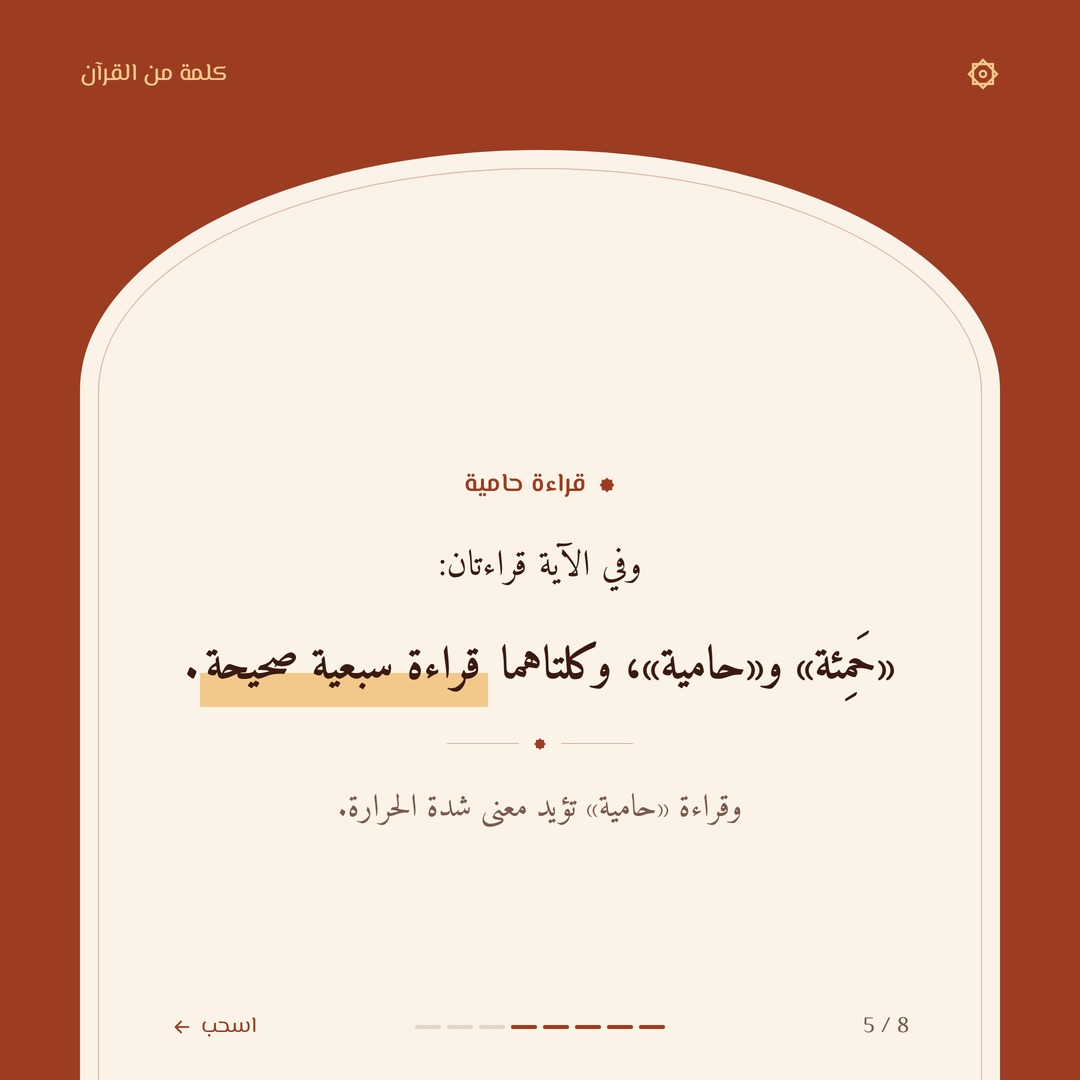 كلمة من القرآن
قراءة حامية
وفي الآية قراءتان:
«حَمِئة» و«حامية»، وكلتاهما قراءة سبعية صحيحة.
وقراءة «حامية» تؤيد معنى شدة الحرارة.
5 / 8
اسحب ←